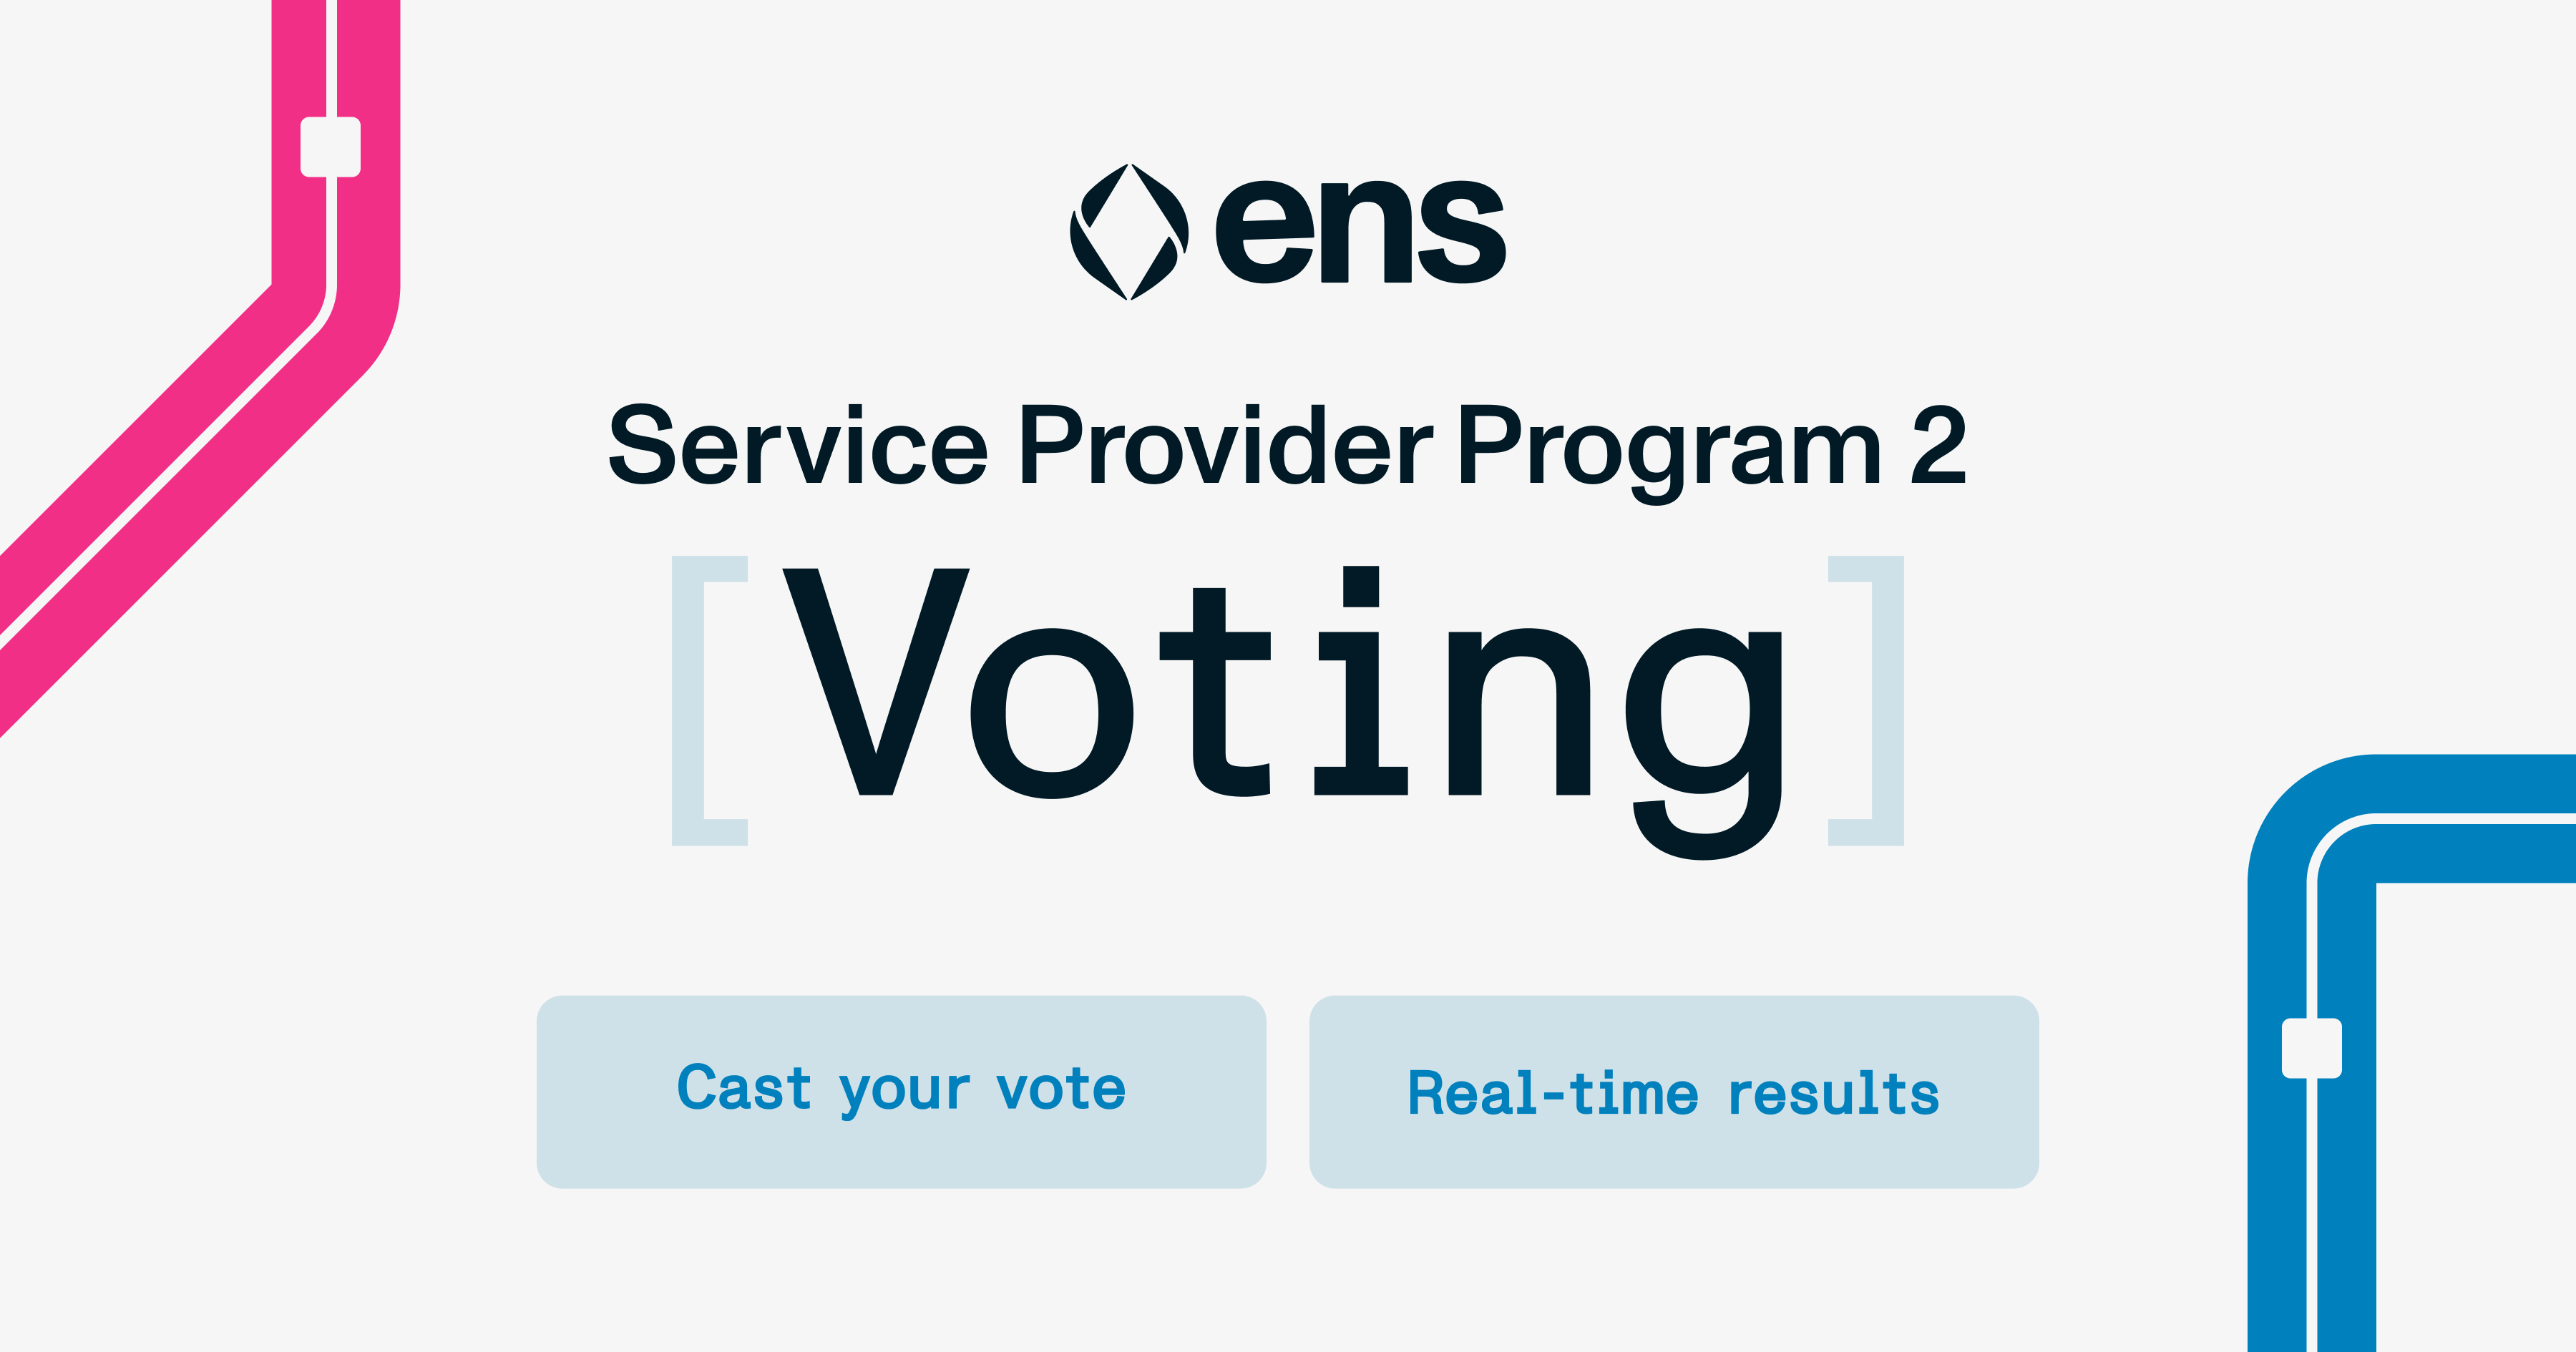 ens
Service Provider Program 2
[Voting]
Cast your vote
Real-time results